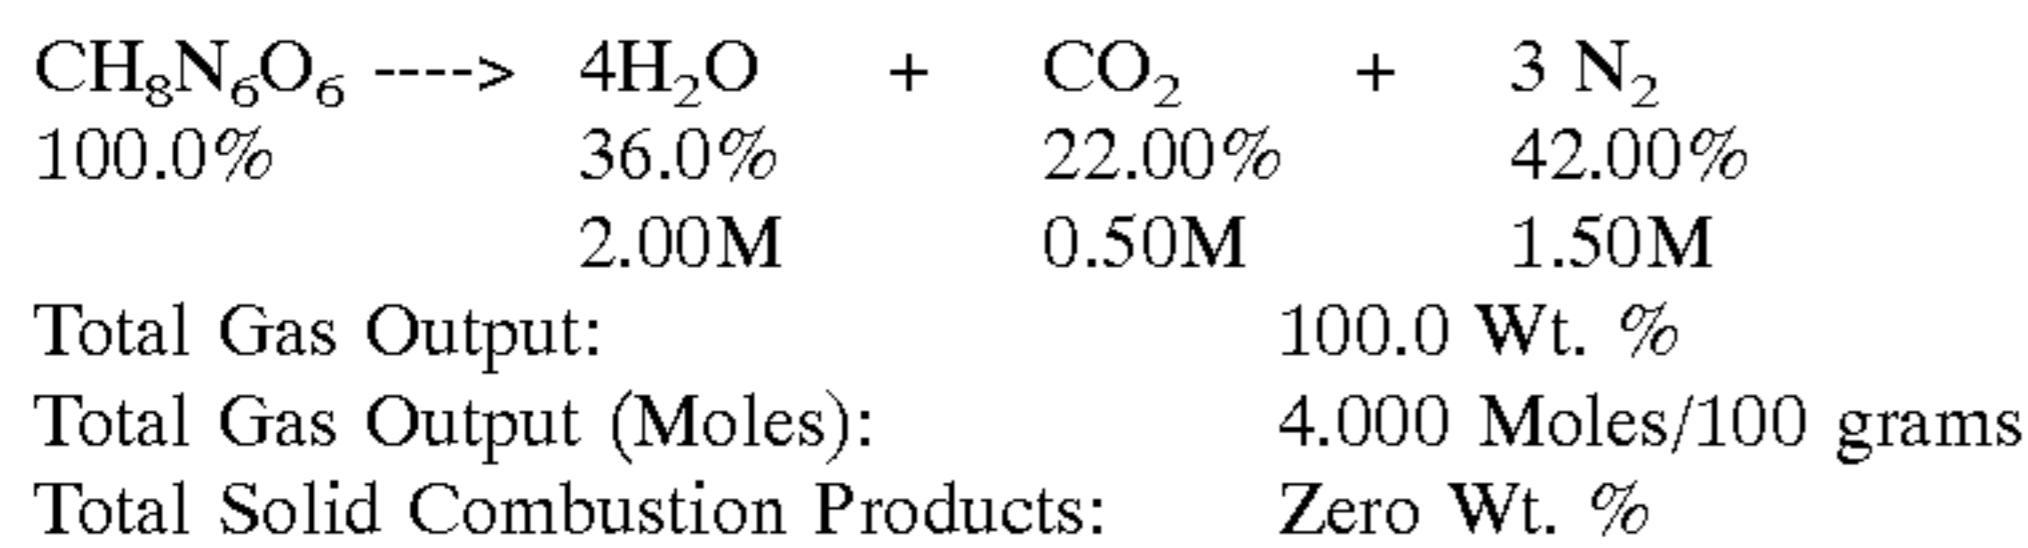 CH₈N₆O₆ ----> 4H₂O + CO₂ + 3 N₂
100.0% 36.0% 22.00% 42.00%
2.00M 0.50M 1.50M
Total Gas Output: 100.0 Wt. %
Total Gas Output (Moles): 4.000 Moles/100 grams
Total Solid Combustion Products: Zero Wt. %